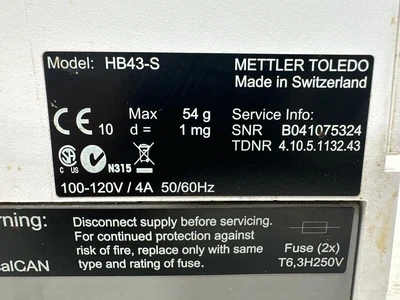 Model: HB43-S METTLER TOLEDO
Made in Switzerland
Max 54 g Service Info:
CE 10 d= 1 mg SNR B041075324
TDNR 4.10.5.1132.43
N315
100-120V / 4A 50/60Hz
Disconnect supply before servicing.
For continued protection against
risk of fire, replace only with same Fuse (2x)
type and rating of fuse. T6,3H250V